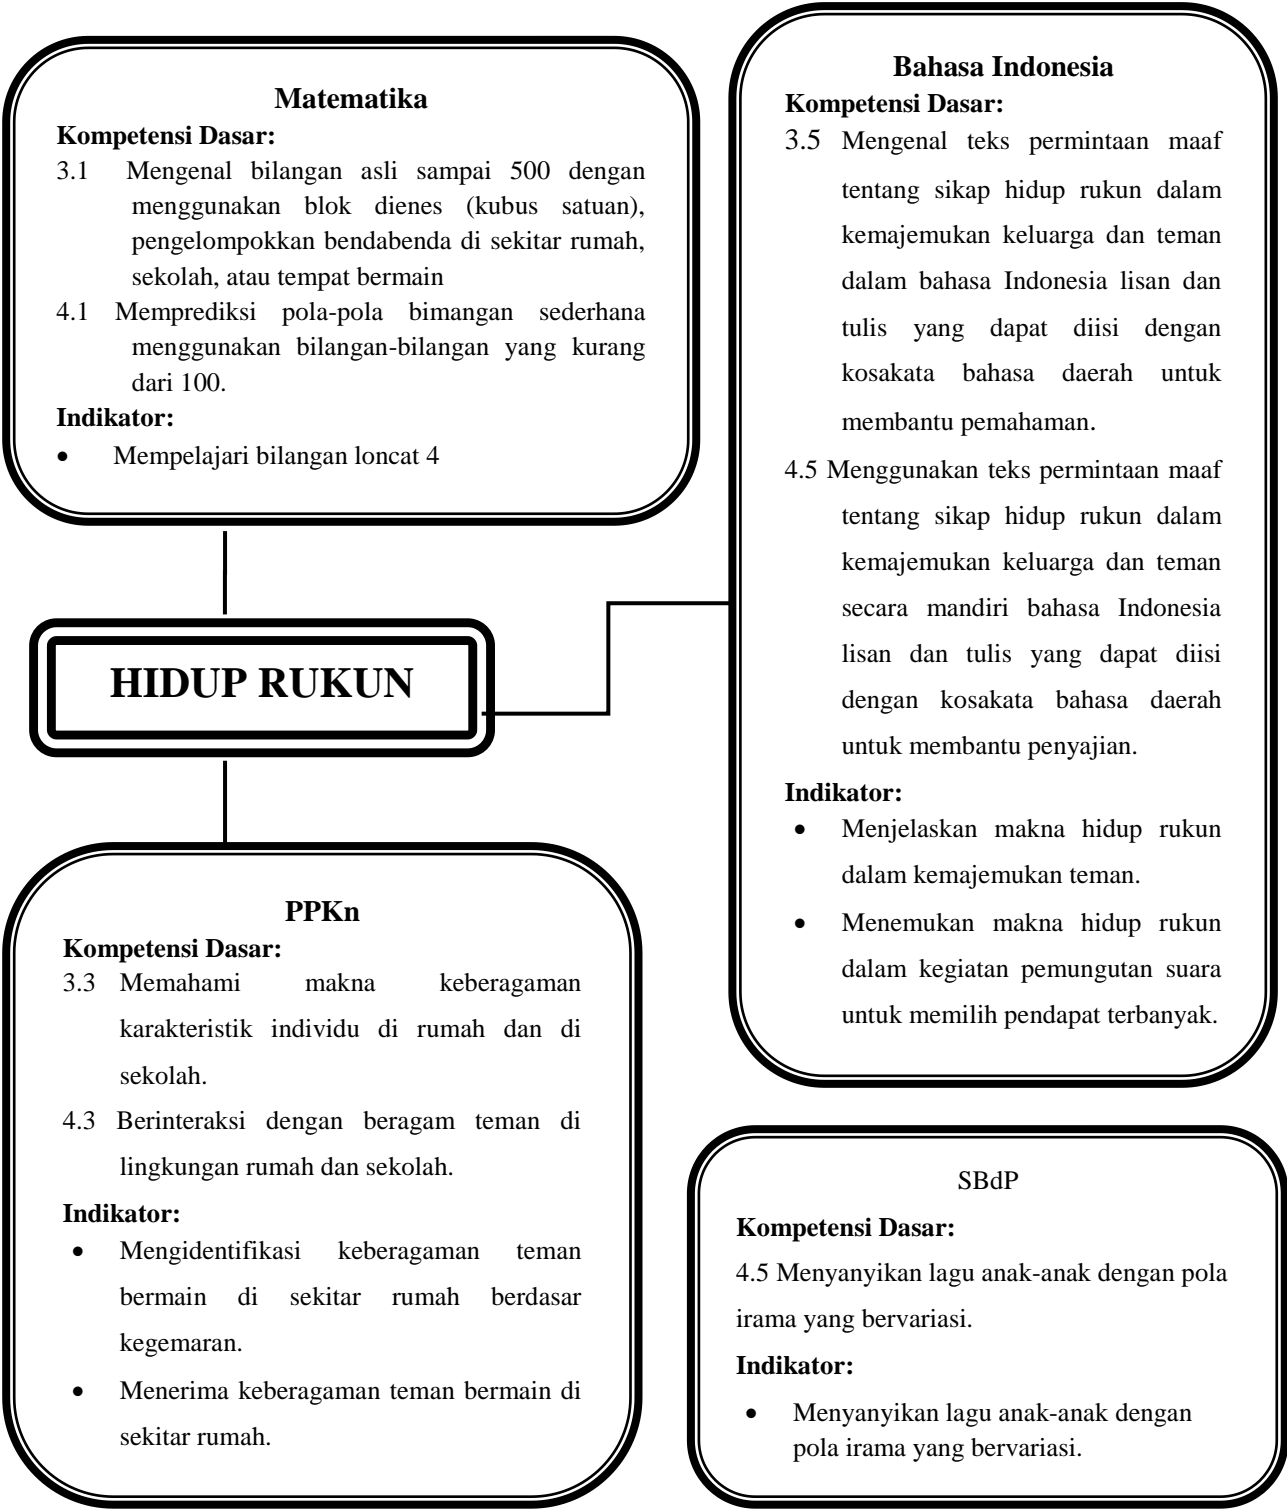 Matematika
Kompetensi Dasar:
3.1 Mengenal bilangan asli sampai 500 dengan
menggunakan blok dienes (kubus satuan),
pengelompokkan bendabenda di sekitar rumah,
sekolah, atau tempat bermain
4.1 Memprediksi pola-pola bimangan sederhana
menggunakan bilangan-bilangan yang kurang
dari 100.
Indikator:
• Mempelajari bilangan loncat 4
Bahasa Indonesia
Kompetensi Dasar:
3.5 Mengenal teks permintaan maaf
tentang sikap hidup rukun dalam
kemajemukan keluarga dan teman
dalam bahasa Indonesia lisan dan
tulis yang dapat diisi dengan
kosakata bahasa daerah untuk
membantu pemahaman.
4.5 Menggunakan teks permintaan maaf
tentang sikap hidup rukun dalam
kemajemukan keluarga dan teman
secara mandiri bahasa Indonesia
lisan dan tulis yang dapat diisi
dengan kosakata bahasa daerah
untuk membantu penyajian.
Indikator:
• Menjelaskan makna hidup rukun
dalam kemajemukan teman.
• Menemukan makna hidup rukun
dalam kegiatan pemungutan suara
untuk memilih pendapat terbanyak.
HIDUP RUKUN
PPKn
Kompetensi Dasar:
3.3 Memahami makna keberagaman
karakteristik individu di rumah dan di
sekolah.
4.3 Berinteraksi dengan beragam teman di
lingkungan rumah dan sekolah.
Indikator:
• Mengidentifikasi keberagaman teman
bermain di sekitar rumah berdasar
kegemaran.
• Menerima keberagaman teman bermain di
sekitar rumah.
SBdP
Kompetensi Dasar:
4.5 Menyanyikan lagu anak-anak dengan pola
irama yang bervariasi.
Indikator:
• Menyanyikan lagu anak-anak dengan
pola irama yang bervariasi.